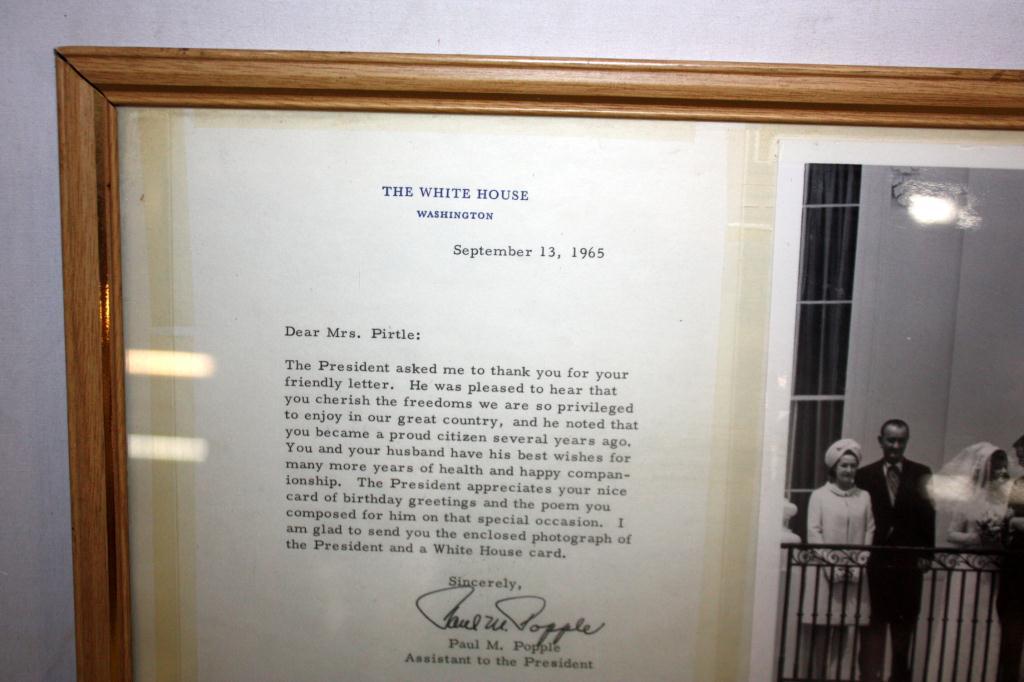 THE WHITE HOUSE
WASHINGTON
September 13, 1965
Dear Mrs. Pirtle:
The President asked me to thank you for your
friendly letter. He was pleased to hear that
you cherish the freedoms we are so privileged
to enjoy in our great country, and he noted that
you became a proud citizen several years ago.
You and your husband have his best wishes for
many more years of health and happy compan-
ionship. The President appreciates your nice
card of birthday greetings and the poem you
composed for him on that special occasion. I
am glad to send you the enclosed photograph of
the President and a White House card.
Sincerely,
Paul M. Popple
Paul M. Popple
Assistant to the President